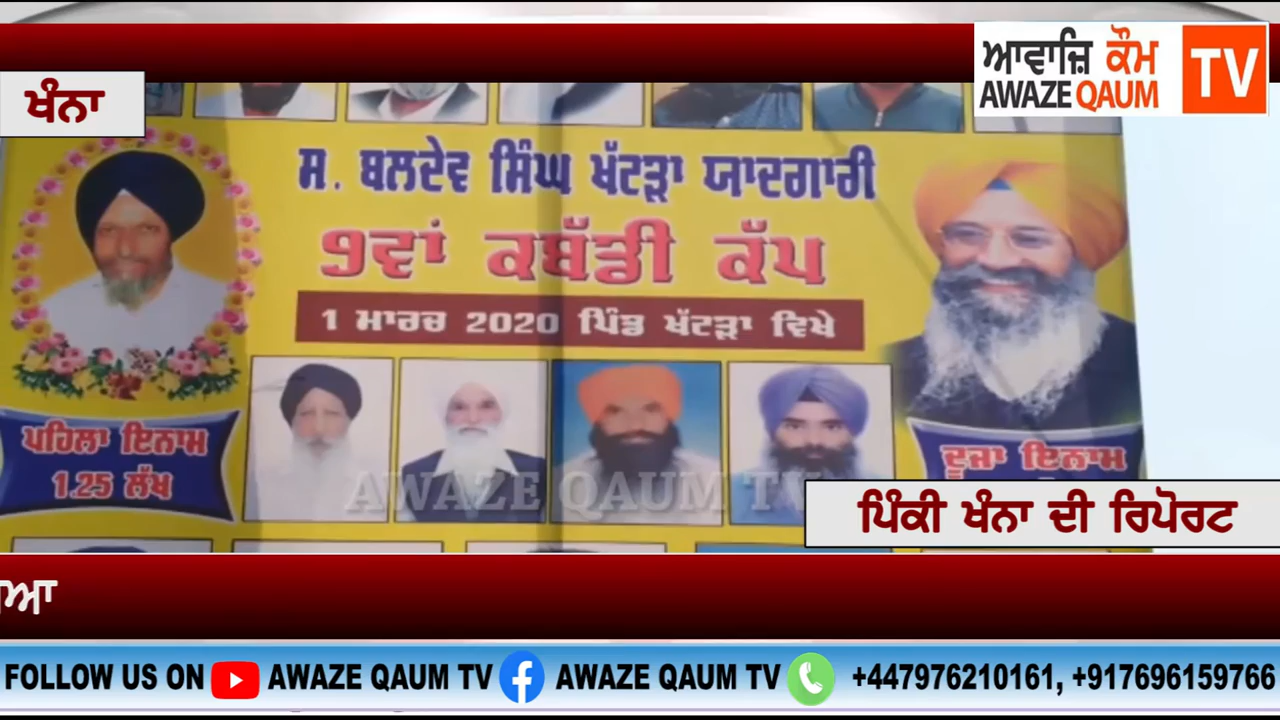 ਆਵਾਜ਼ਿ ਕੌਮ
AWAZE QAUM
TV
ਖੰਨਾ
ਸ. ਬਲਦੇਵ ਸਿੰਘ ਖੱਟੜਾ ਯਾਦਗਾਰੀ
9ਵਾਂ ਕਬੱਡੀ ਕੱਪ
1 ਮਾਰਚ 2020 ਪਿੰਡ ਖੱਟੜਾ ਵਿਖੇ
ਪਹਿਲਾ ਇਨਾਮ
1.25 ਲੱਖ
ਦੂਜਾ ਇਨਾਮ
AWAZE QAUM TV
ਪਿੰਕੀ ਖੰਨਾ ਦੀ ਰਿਪੋਰਟ
FOLLOW US ON AWAZE QAUM TV AWAZE QAUM TV +447976210161, +917696159766